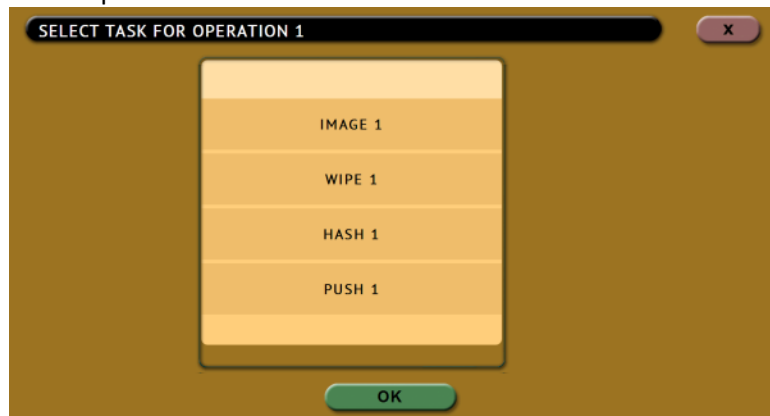 SELECT TASK FOR OPERATION 1
X
IMAGE 1
WIPE 1
HASH 1
PUSH 1
OK